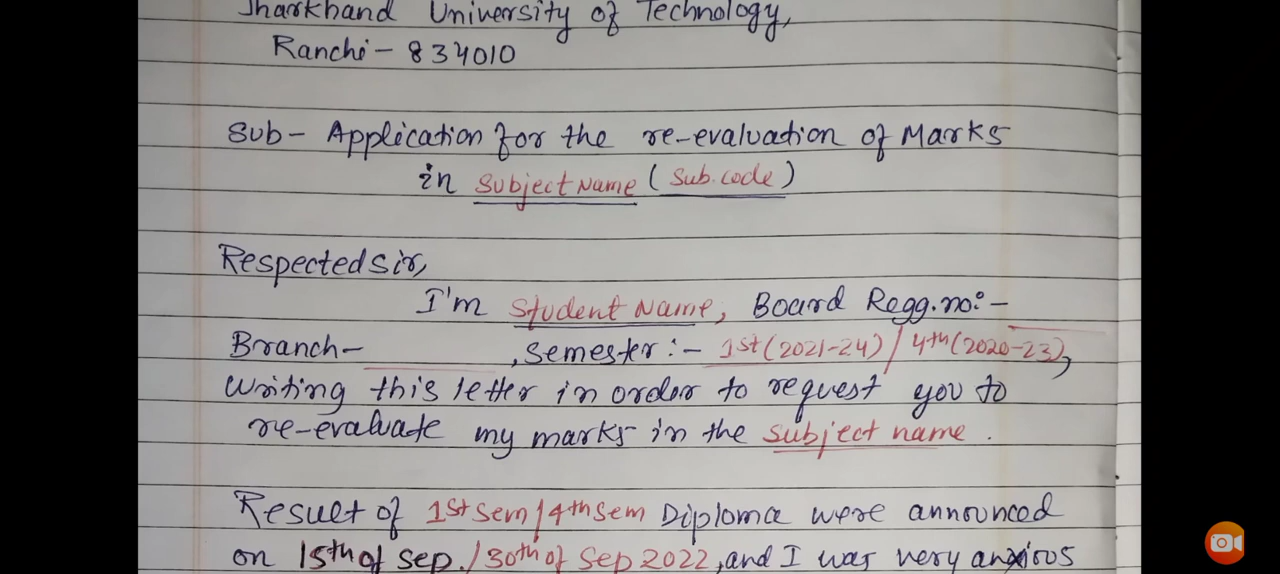 Jharkhand University of Technology,
Ranchi - 834010
Sub - Application for the re-evaluation of Marks
in Subject Name (Sub.code)
Respected sir,
I'm Student Name, Board Regg.no:-
Branch- , Semester:- 1st(2021-24)/4th(2020-23),
writing this letter in order to request you to
re-evaluate my marks in the subject name.
Result of 1st sem/4th sem Diploma were announced
on 15th of Sep./30th of Sep 2022, and I was very anxious